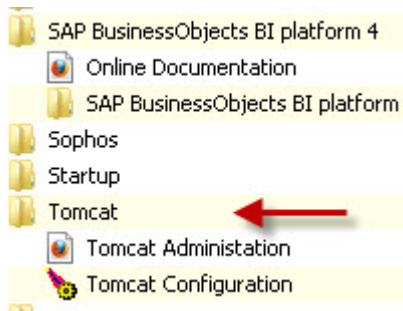 SAP BusinessObjects BI platform 4
Online Documentation
SAP BusinessObjects BI platform
Sophos
Startup
Tomcat
Tomcat Administation
Tomcat Configuration